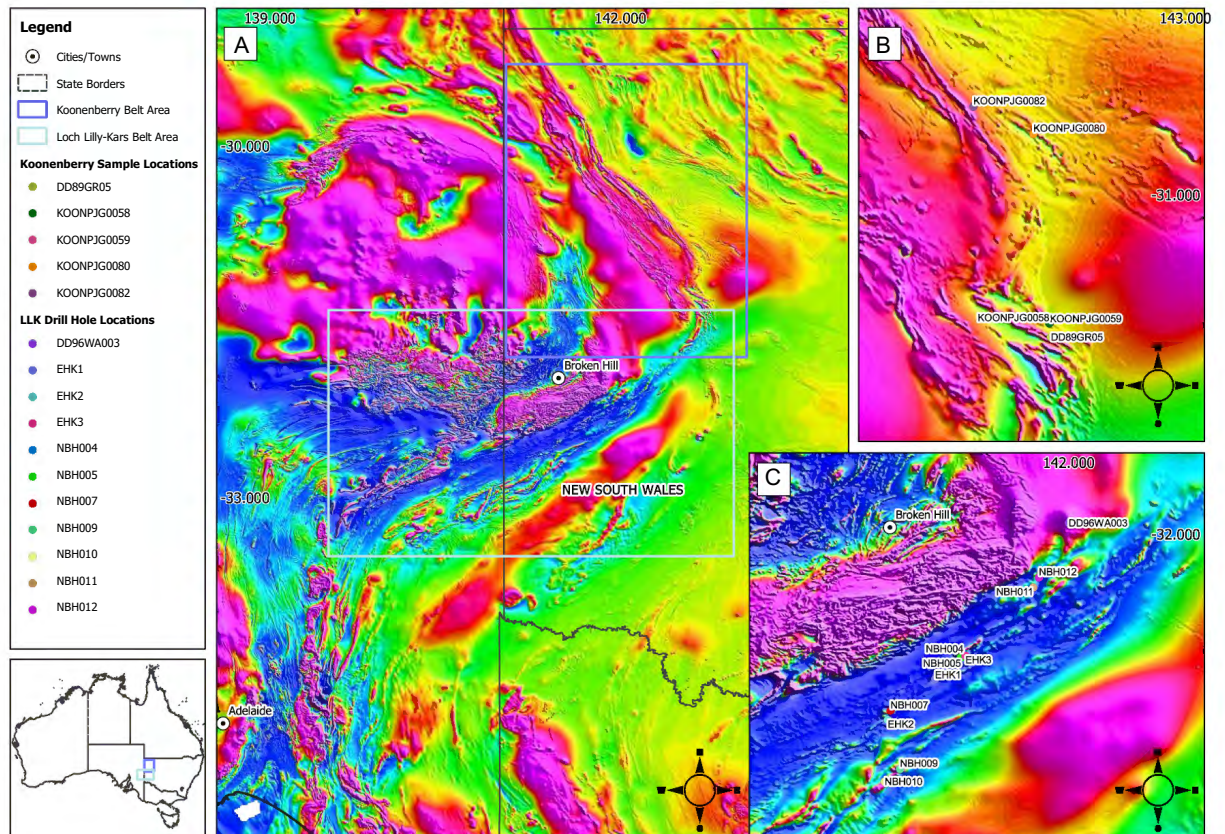 Legend
Cities/Towns
State Borders
Koonenberry Belt Area
Loch Lilly-Kars Belt Area
Koonenberry Sample Locations
DD89GR05
KOONPJG0058
KOONPJG0059
KOONPJG0080
KOONPJG0082
LLK Drill Hole Locations
DD96WA003
EHK1
EHK2
EHK3
NBH004
NBH005
NBH007
NBH009
NBH010
NBH011
NBH012
139.000
142.000
A
-30.000
Broken Hill
-33.000
NEW SOUTH WALES
Adelaide
143.000
B
KOONPJG0082
KOONPJG0080
-31.000
KOONPJG0058
KOONPJG0059
DD89GR05
C
142.000
DD96WA003
Broken Hill
-32.000
NBH012
NBH011
NBH004
EHK3
NBH005
EHK1
NBH007
EHK2
NBH009
NBH010